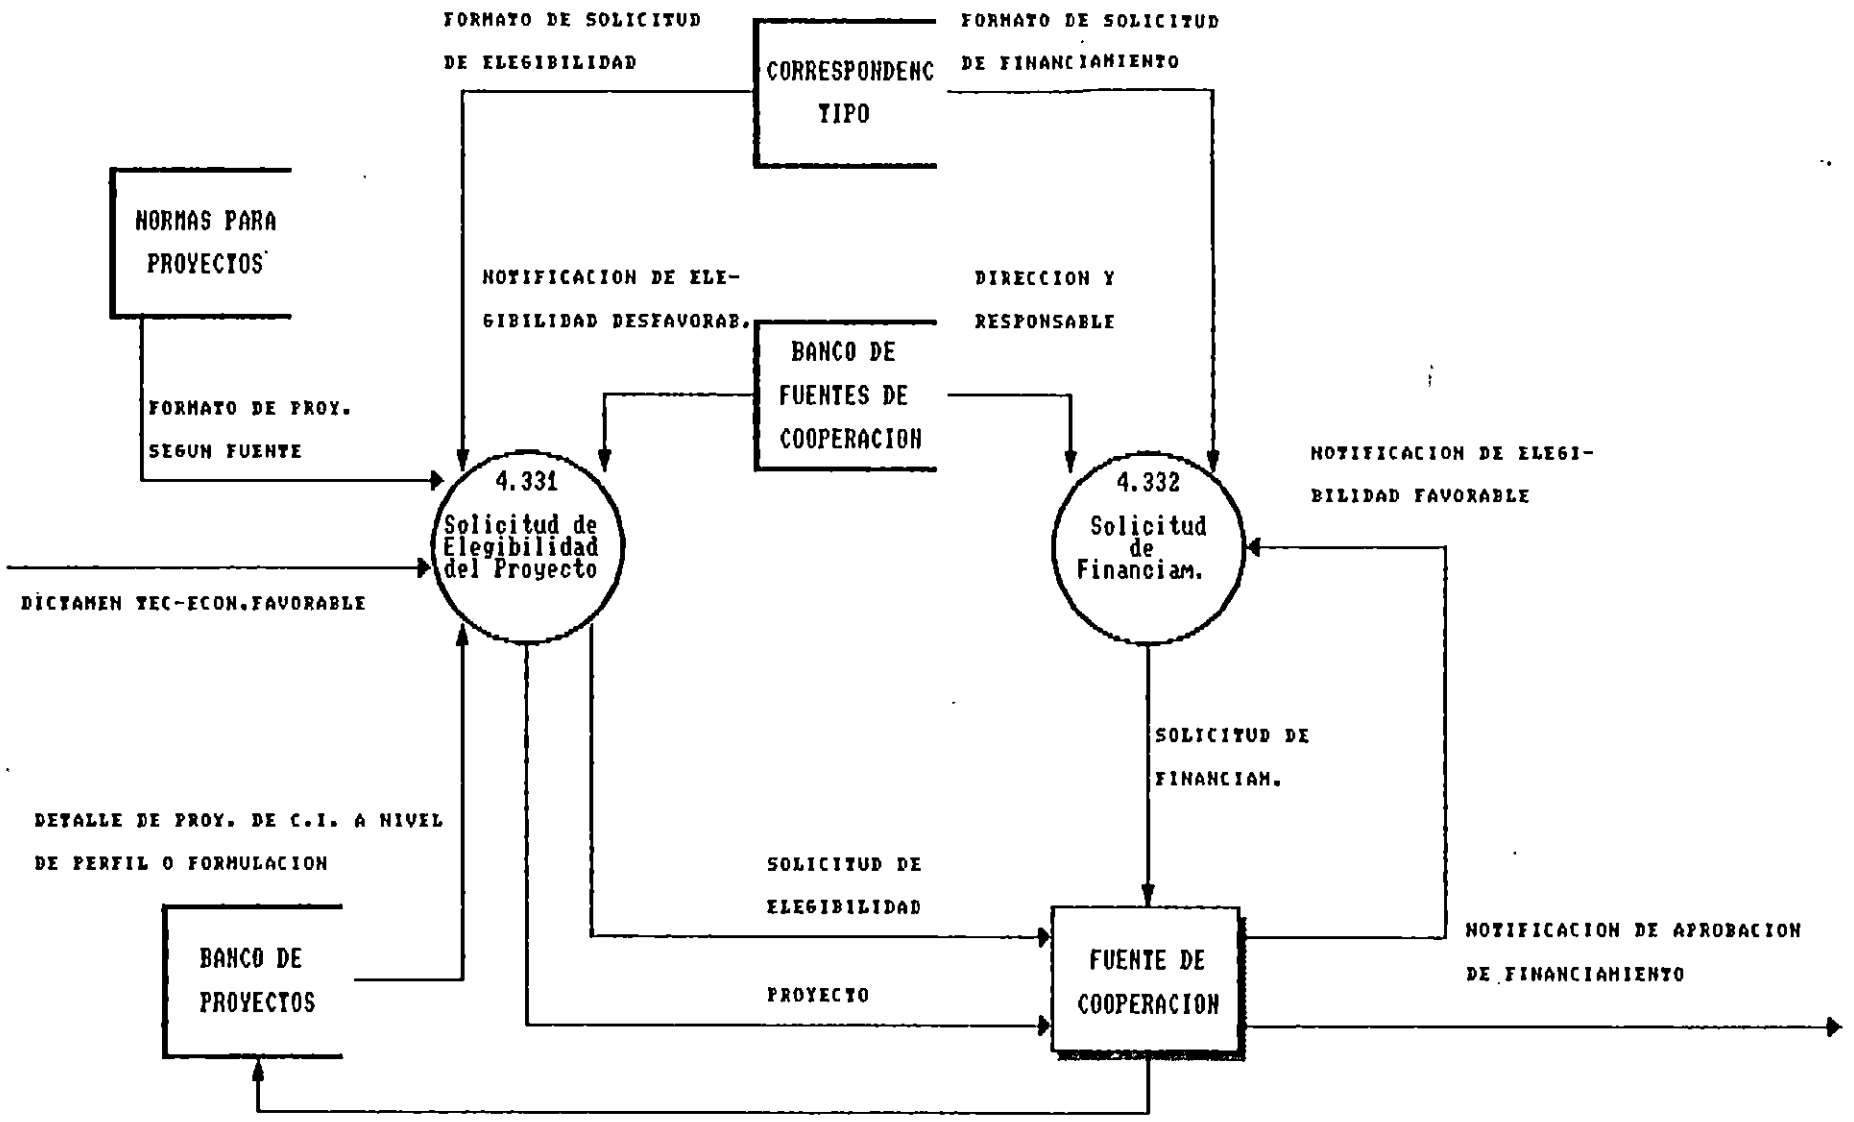 FORMATO DE SOLICITUD
DE ELEGIBILIDAD
CORRESPONDENC
TIPO
FORMATO DE SOLICITUD
DE FINANCIAMIENTO
NORMAS PARA
PROYECTOS
NOTIFICACION DE ELE-
GIBILIDAD DESFAVORAB.
DIRECCION Y
RESPONSABLE
BANCO DE
FUENTES DE
COOPERACION
FORMATO DE PROY.
SEGUN FUENTE
NOTIFICACION DE ELEGI-
BILIDAD FAVORABLE
4.331
Solicitud de
Elegibilidad
del Proyecto
4.332
Solicitud
de
Financiam.
DICTAMEN TEC-ECON.FAVORABLE
SOLICITUD DE
FINANCIAM.
DETALLE DE PROY. DE C.I. A NIVEL
DE PERFIL O FORMULACION
SOLICITUD DE
ELEGIBILIDAD
BANCO DE
PROYECTOS
PROYECTO
FUENTE DE
COOPERACION
NOTIFICACION DE APROBACION
DE FINANCIAMIENTO